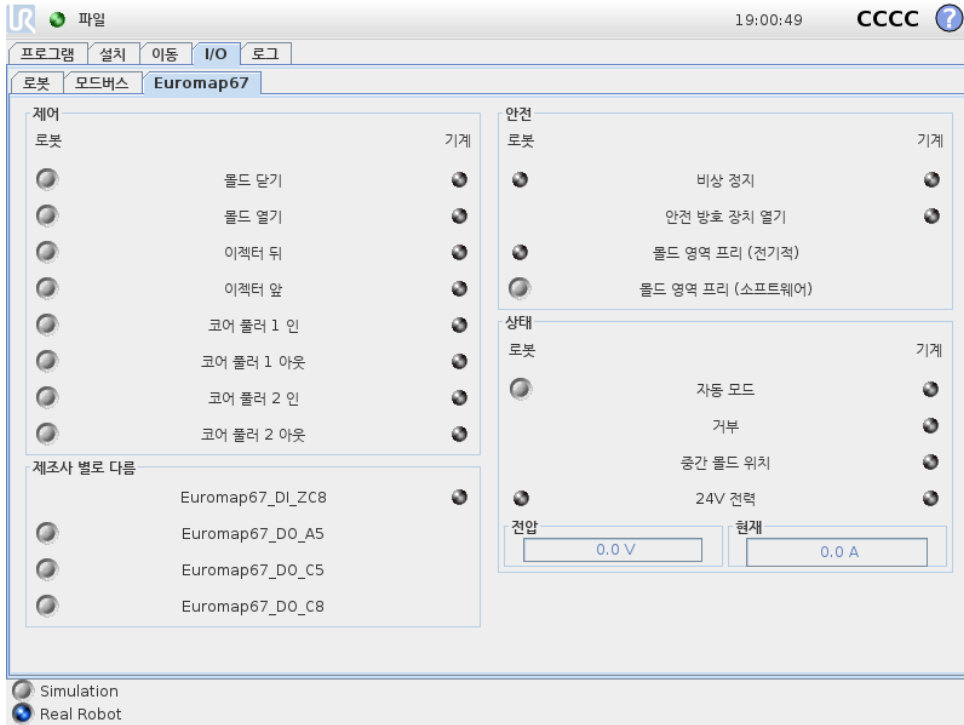 UR 파일 19:00:49 CCCC ?
프로그램 설치 이동 I/O 로그
로봇 모드버스 Euromap67
제어
로봇 기계
몰드 닫기
몰드 열기
이젝터 뒤
이젝터 앞
코어 풀러 1 인
코어 풀러 1 아웃
코어 풀러 2 인
코어 풀러 2 아웃
제조사 별로 다름
Euromap67_DI_ZC8
Euromap67_DO_A5
Euromap67_DO_C5
Euromap67_DO_C8
안전
로봇 기계
비상 정지
안전 방호 장치 열기
몰드 영역 프리 (전기적)
몰드 영역 프리 (소프트웨어)
상태
로봇 기계
자동 모드
거부
중간 몰드 위치
24V 전력
전압 현재
0.0 V 0.0 A
Simulation
Real Robot